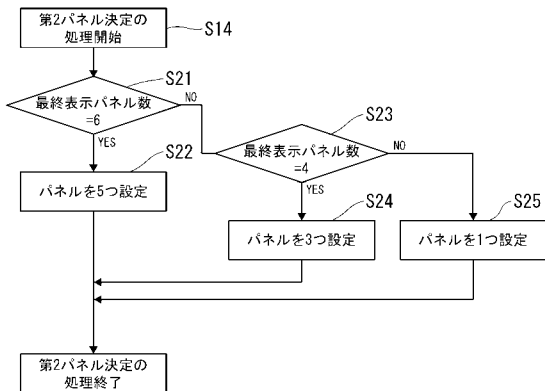 第2パネル決定の
処理開始
S14
S21
最終表示パネル数
=6
NO
YES
S22
パネルを5つ設定
S23
最終表示パネル数
=4
NO
YES
S24
パネルを3つ設定
S25
パネルを1つ設定
第2パネル決定の
処理終了